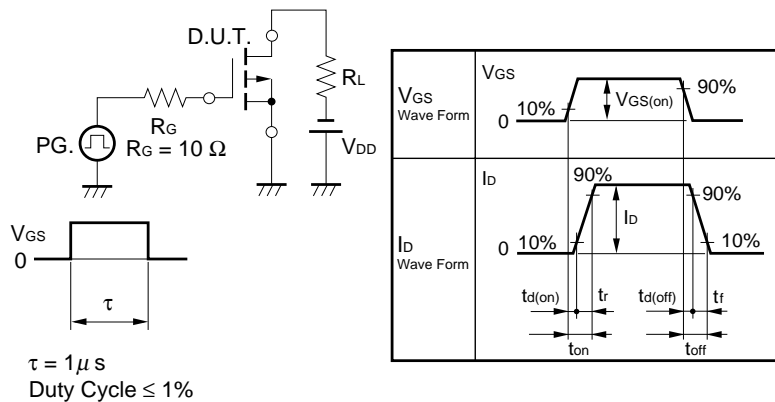 D.U.T.
RL
RG
RG = 10 Ω
PG.
VDD
VGS
0
τ
τ = 1μ s
Duty Cycle ≤ 1%
VGS
Wave Form
VGS
10%
0
VGS(on)
90%
ID
Wave Form
ID
90%
90%
ID
0
10%
10%
td(on)
tr
td(off)
tf
ton
toff